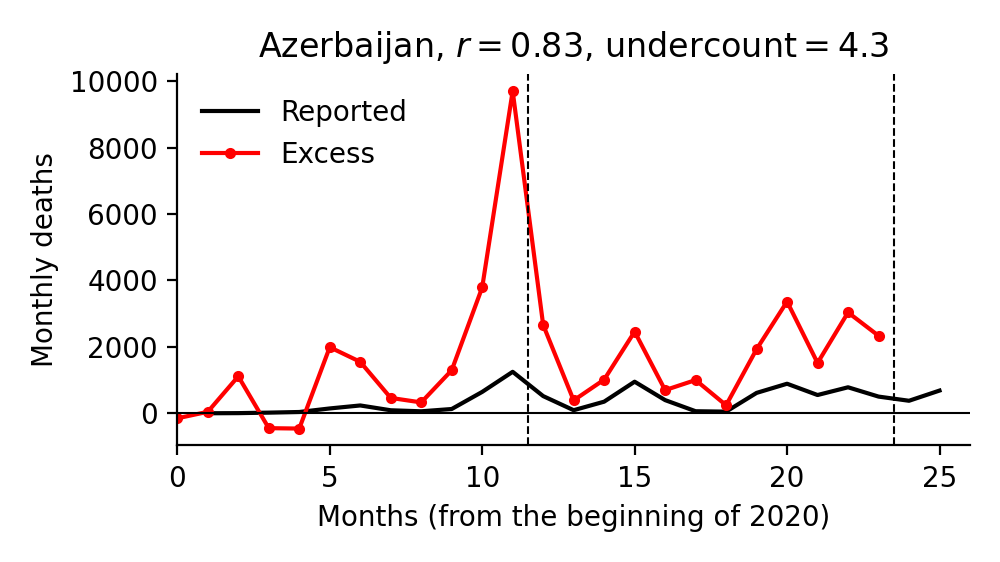 Azerbaijan, r = 0.83, undercount = 4.3
Reported
Excess
Monthly deaths
10000
8000
6000
4000
2000
0
0 5 10 15 20 25
Months (from the beginning of 2020)